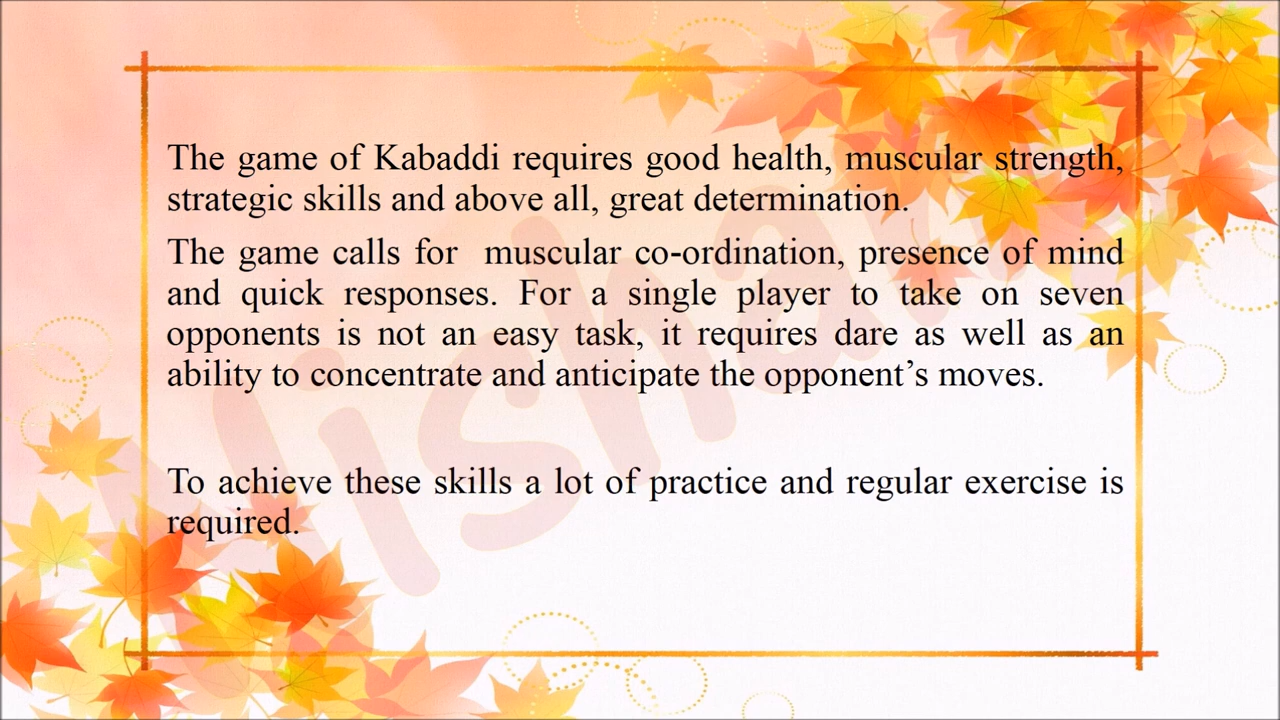 The game of Kabaddi requires good health, muscular strength,
strategic skills and above all, great determination.
The game calls for  muscular co-ordination, presence of mind
and quick responses. For a single player to take on seven
opponents is not an easy task, it requires dare as well as an
ability to concentrate and anticipate the opponent’s moves.
To achieve these skills a lot of practice and regular exercise is
required.